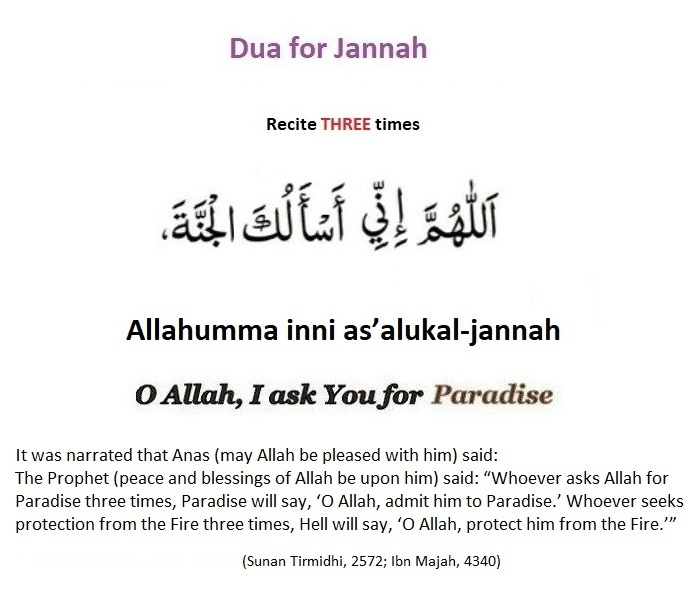 Dua for Jannah
Recite THREE times
اَللّٰهُمَّ إِنِّي أَسْأَلُكَ الْجَنَّةَ،
Allahumma inni as’alukal-jannah
O Allah, I ask You for Paradise
It was narrated that Anas (may Allah be pleased with him) said:
The Prophet (peace and blessings of Allah be upon him) said: “Whoever asks Allah for
Paradise three times, Paradise will say, ‘O Allah, admit him to Paradise.’ Whoever seeks
protection from the Fire three times, Hell will say, ‘O Allah, protect him from the Fire.’”
(Sunan Tirmidhi, 2572; Ibn Majah, 4340)